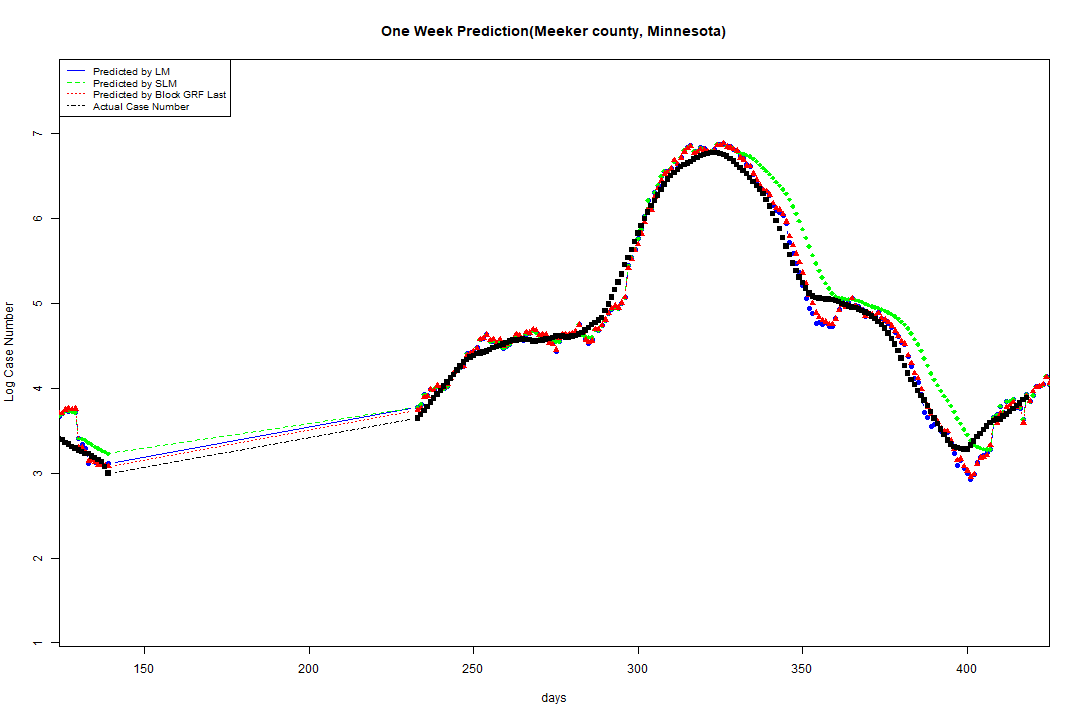 One Week Prediction(Meeker county, Minnesota)
Predicted by LM
Predicted by SLM
Predicted by Block GRF Last
Actual Case Number
7
6
5
4
3
2
1
Log Case Number
150 200 250 300 350 400
days